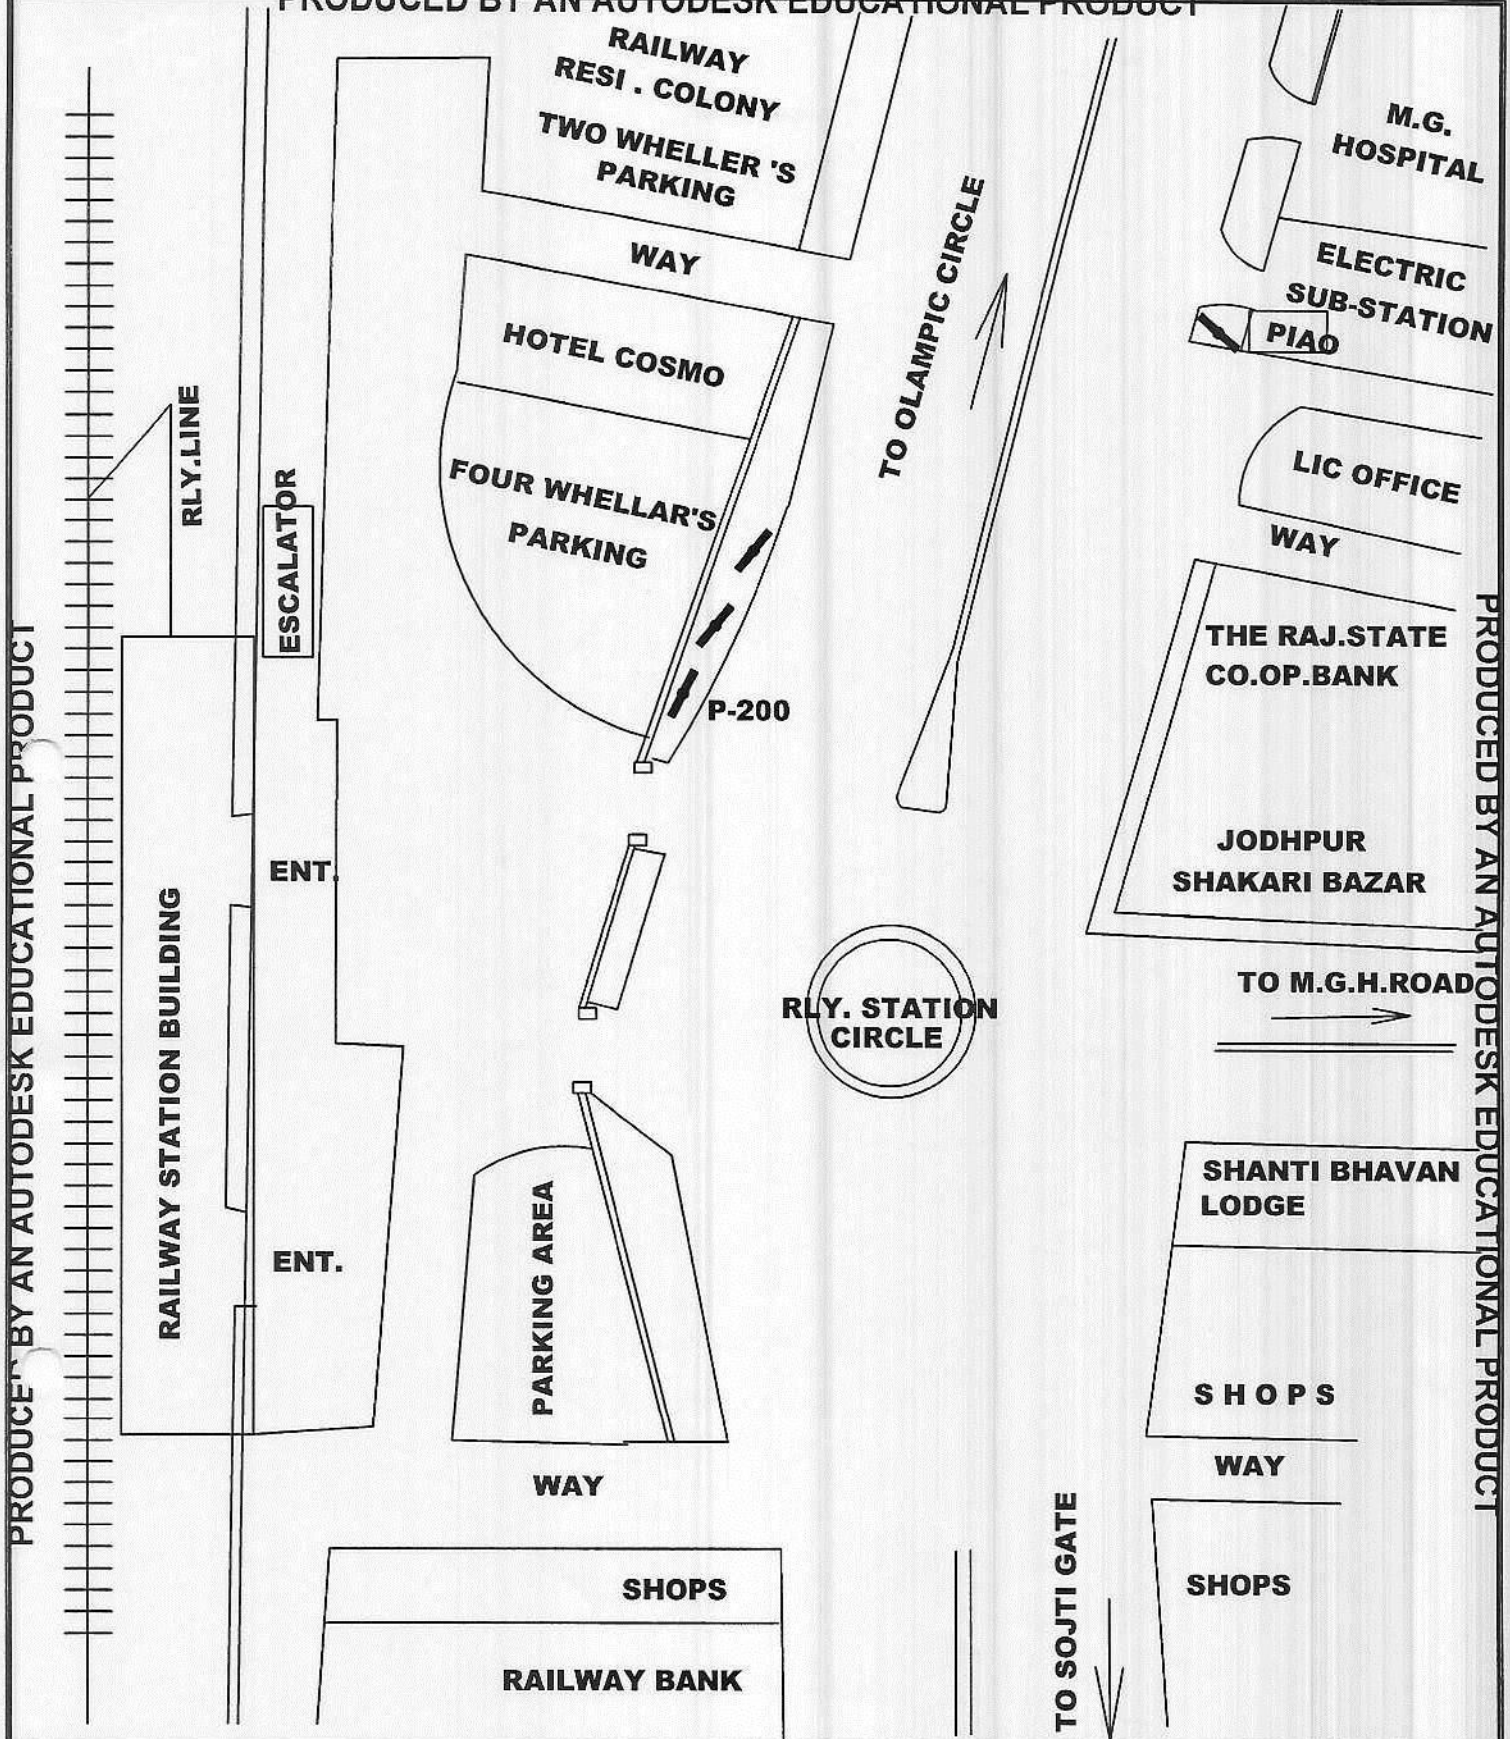 PRODUCED BY AN AUTODESK EDUCATIONAL PRODUCT
RAILWAY
RESI . COLONY
TWO WHELLER 'S
PARKING
WAY
HOTEL COSMO
FOUR WHELLAR'S
PARKING
P-200
TO OLAMPIC CIRCLE
M.G.
HOSPITAL
ELECTRIC
SUB-STATION
PIAO
LIC OFFICE
WAY
THE RAJ.STATE
CO.OP.BANK
JODHPUR
SHAKARI BAZAR
RLY.LINE
ESCALATOR
ENT.
RAILWAY STATION BUILDING
ENT.
RLY. STATION
CIRCLE
TO M.G.H.ROAD
SHANTI BHAVAN
LODGE
SHOPS
WAY
SHOPS
PARKING AREA
WAY
SHOPS
RAILWAY BANK
TO SOJTI GATE
PRODUCED BY AN AUTODESK EDUCATIONAL PRODUCT
PRODUCED BY AN AUTODESK EDUCATIONAL PRODUCT